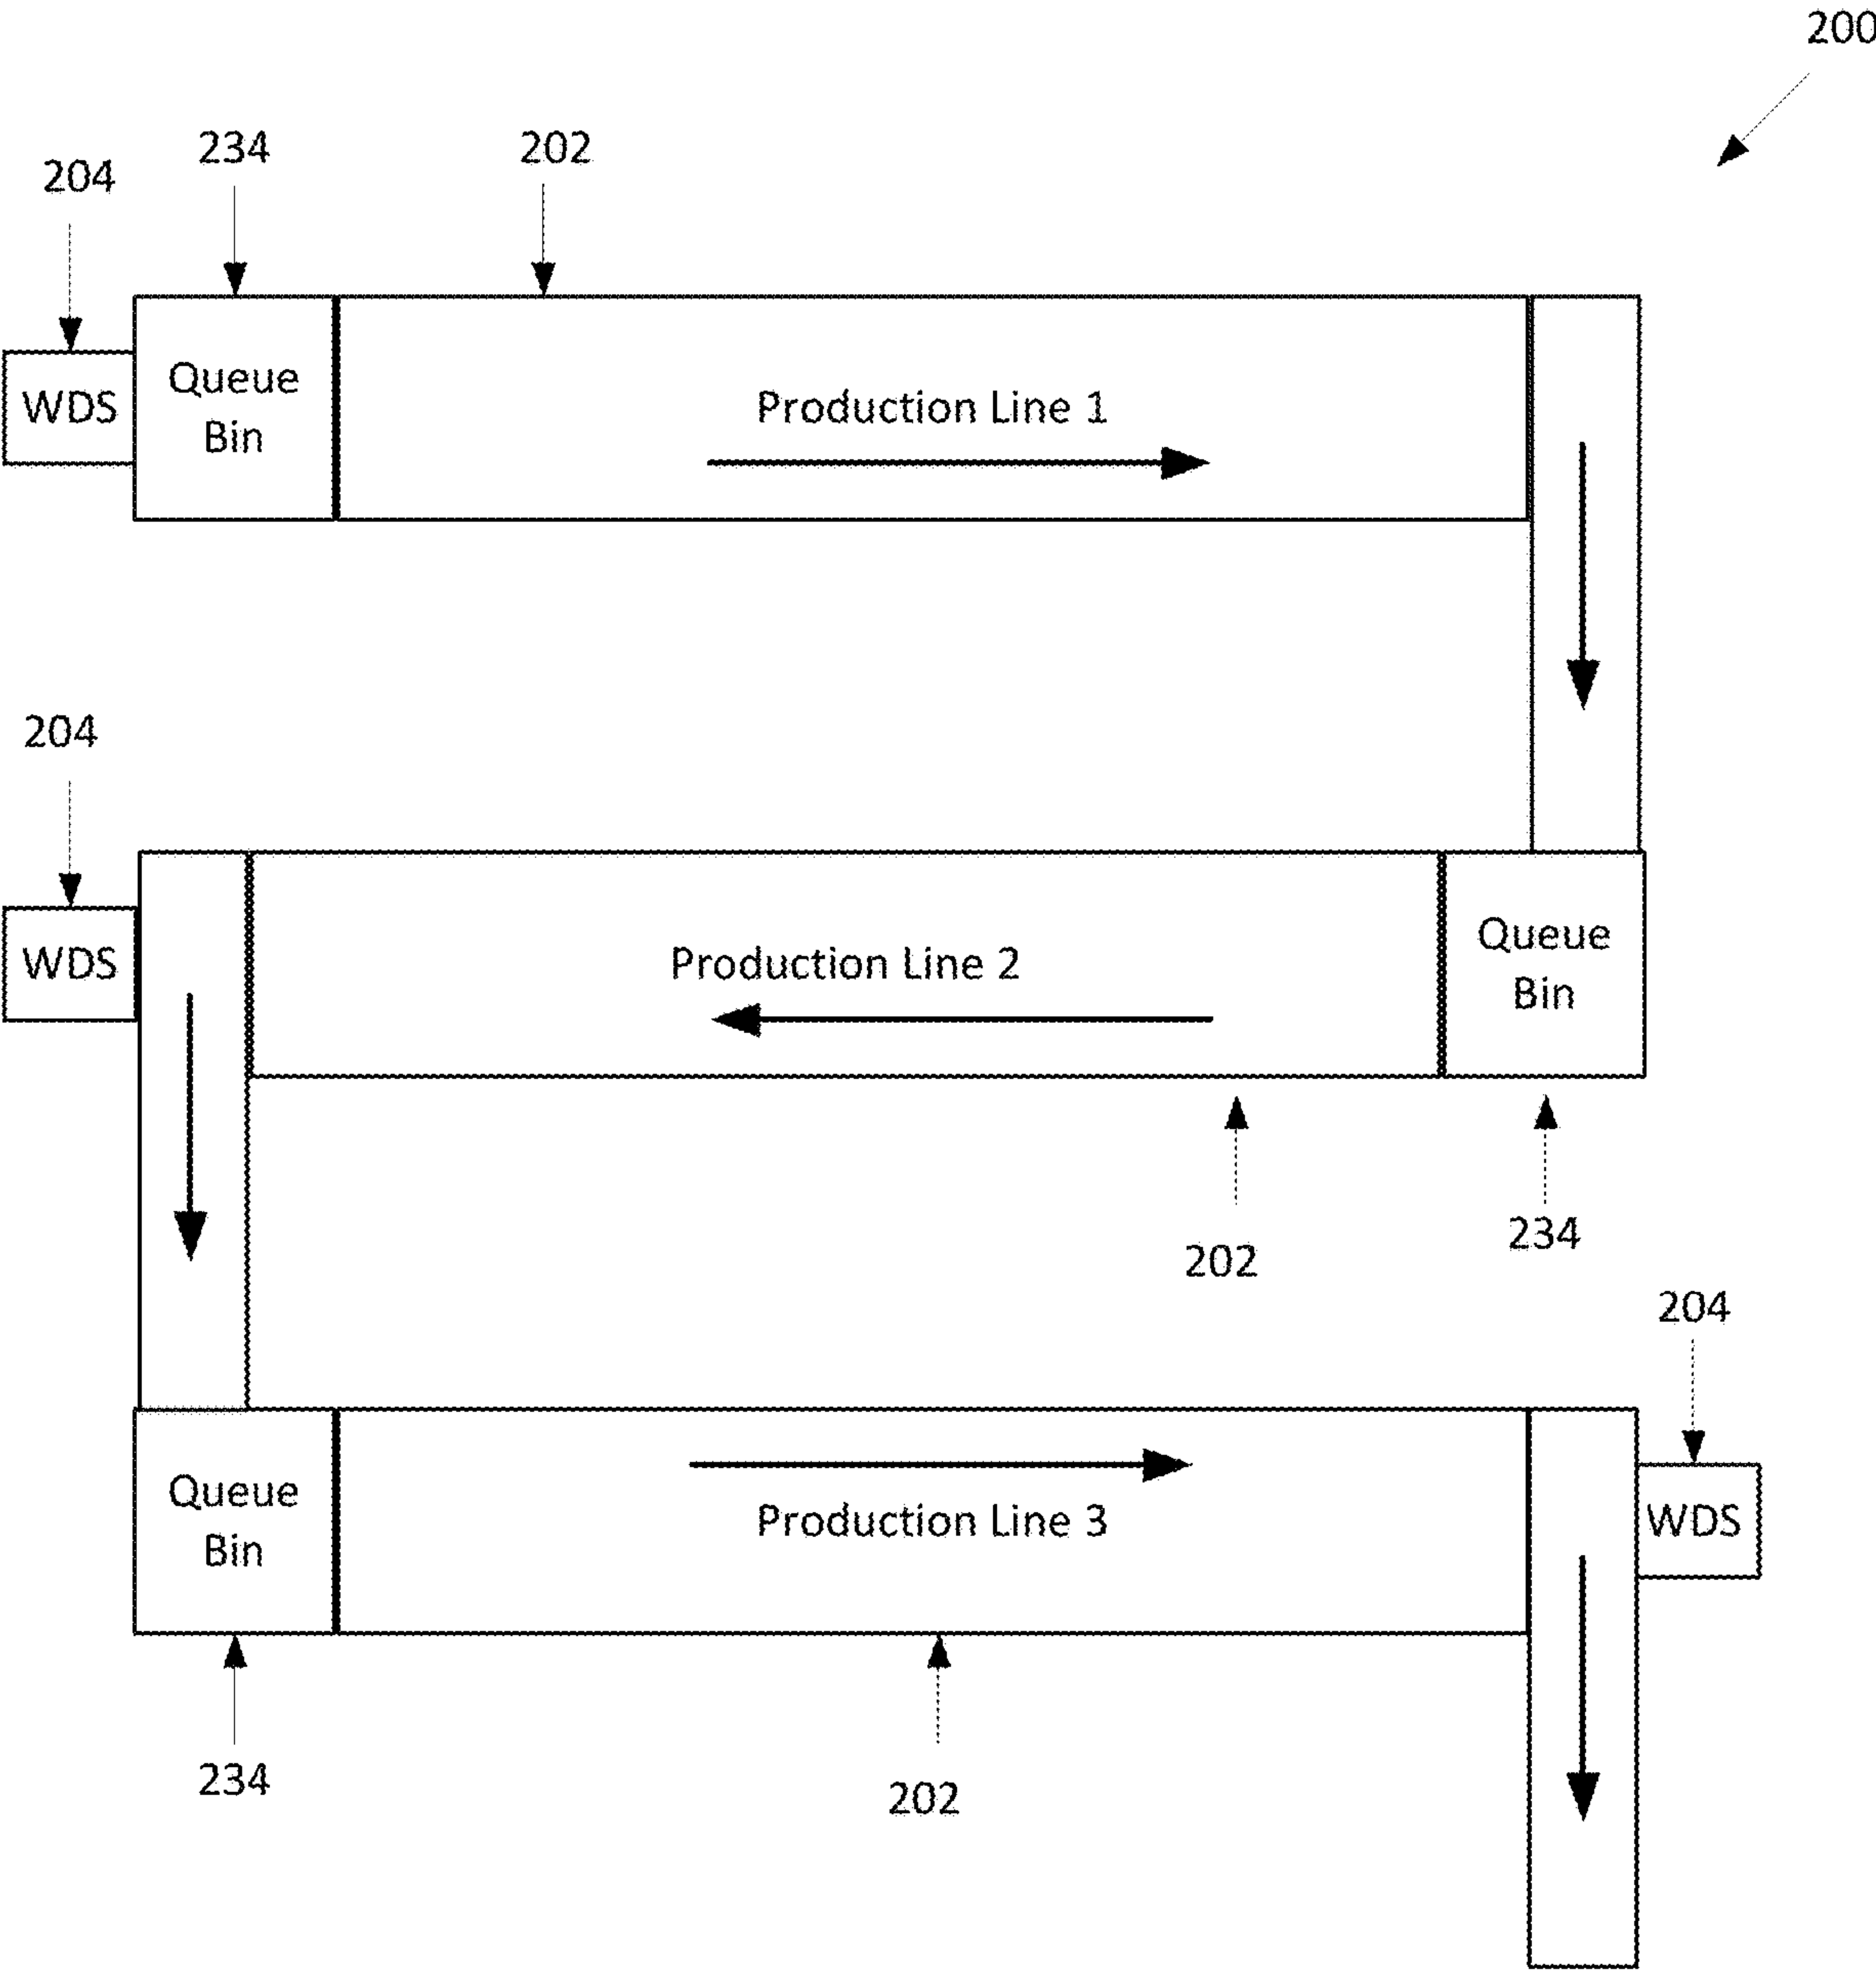 200
234
202
204
Queue
Bin
WDS
Production Line 1
204
WDS
Production Line 2
Queue
Bin
202
234
204
Queue
Bin
Production Line 3
WDS
234
202